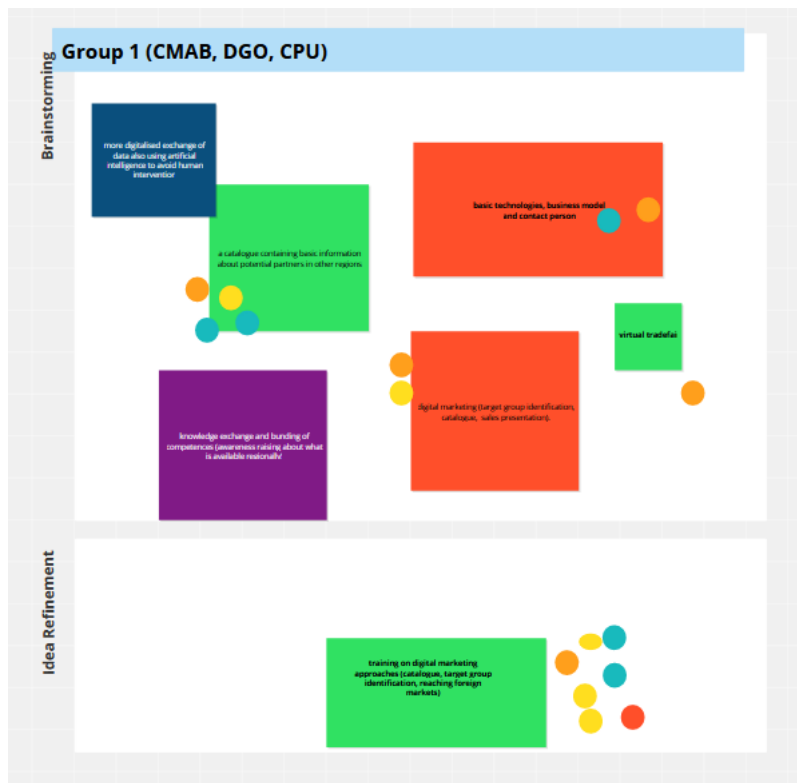 Group 1 (CMAB, DGO, CPU)
Brainstorming
more digitalised exchange of
data also using artificial
ntelligence to avoid human
interventior
a catalogue containing basic information
about potential partners in other regions
basic technologies, business model
and contact person
virtual tradefai
digital marketing (target group identification,
catalogue, sales presentation).
knowledge exchange and bunding of
competences (awareness raising about what
is available regionally
Idea Refinement
training on digital marketing
approaches (catalogue, target group
identification, reaching foreign
markets)